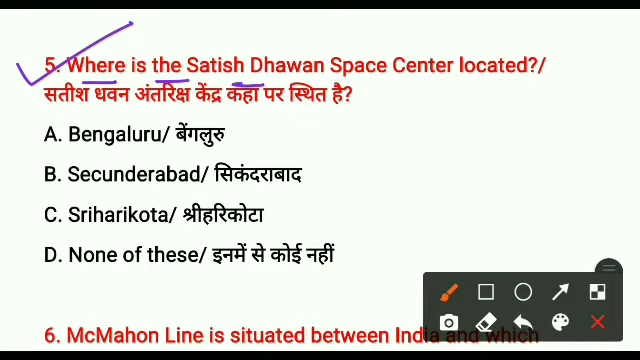 5. Where is the Satish Dhawan Space Center located?/
सतीश धवन अंतरिक्ष केंद्र कहां पर स्थित है?
A. Bengaluru/ बेंगलुरु
B. Secunderabad/ सिकंदराबाद
C. Sriharikota/ श्रीहरिकोटा
D. None of these/ इनमें से कोई नहीं
6. McMahon Line is situated between India and which